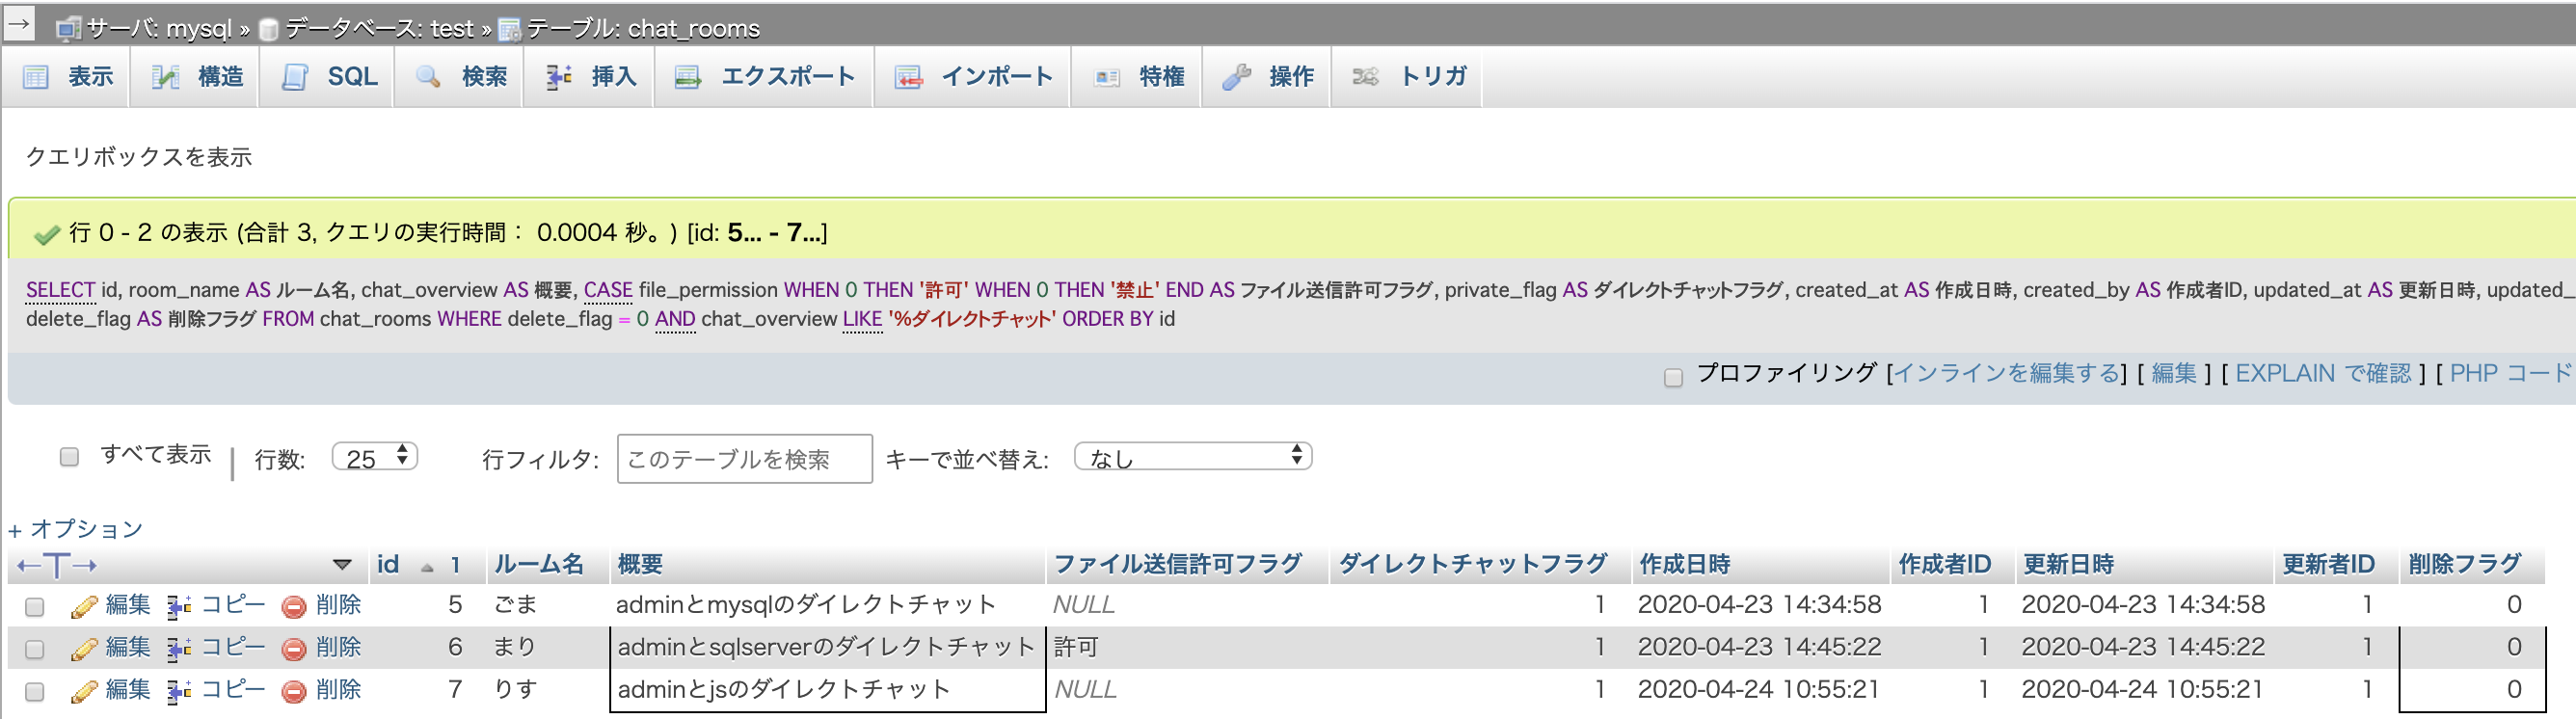 → サーバ: mysql » データベース: test » テーブル: chat_rooms
表示 構造 SQL 検索 挿入 エクスポート インポート 特権 操作 トリガ
クエリボックスを表示
行 0 - 2 の表示 (合計 3, クエリの実行時間： 0.0004 秒。) [id: 5... - 7...]
SELECT id, room_name AS ルーム名, chat_overview AS 概要, CASE file_permission WHEN 0 THEN '許可' WHEN 0 THEN '禁止' END AS ファイル送信許可フラグ, private_flag AS ダイレクトチャットフラグ, created_at AS 作成日時, created_by AS 作成者ID, updated_at AS 更新日時, updated_
delete_flag AS 削除フラグ FROM chat_rooms WHERE delete_flag = 0 AND chat_overview LIKE '%ダイレクトチャット' ORDER BY id
プロファイリング [インラインを編集する] [ 編集 ] [ EXPLAIN で確認 ] [ PHP コード
すべて表示 | 行数: 25 行フィルタ: このテーブルを検索 キーで並べ替え: なし
+ オプション
←T→ id 1 ルーム名 概要 ファイル送信許可フラグ ダイレクトチャットフラグ 作成日時 作成者ID 更新日時 更新者ID 削除フラグ
編集 コピー 削除 5 ごま adminとmysqlのダイレクトチャット NULL 1 2020-04-23 14:34:58 1 2020-04-23 14:34:58 1 0
編集 コピー 削除 6 まり adminとsqlserverのダイレクトチャット 許可 1 2020-04-23 14:45:22 1 2020-04-23 14:45:22 1 0
編集 コピー 削除 7 りす adminとjsのダイレクトチャット NULL 1 2020-04-24 10:55:21 1 2020-04-24 10:55:21 1 0